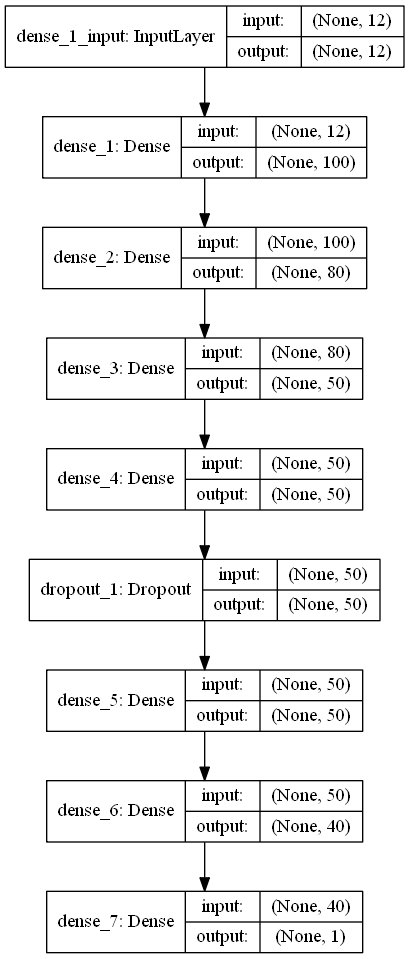 dense_1_input: InputLayer
input: (None, 12)
output: (None, 12)
dense_1: Dense
input: (None, 12)
output: (None, 100)
dense_2: Dense
input: (None, 100)
output: (None, 80)
dense_3: Dense
input: (None, 80)
output: (None, 50)
dense_4: Dense
input: (None, 50)
output: (None, 50)
dropout_1: Dropout
input: (None, 50)
output: (None, 50)
dense_5: Dense
input: (None, 50)
output: (None, 50)
dense_6: Dense
input: (None, 50)
output: (None, 40)
dense_7: Dense
input: (None, 40)
output: (None, 1)